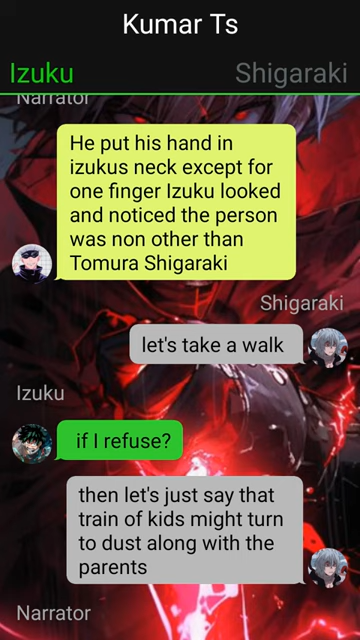 Kumar Ts
Izuku
Shigaraki
Narrator
He put his hand in
izukus neck except for
one finger Izuku looked
and noticed the person
was non other than
Tomura Shigaraki
Shigaraki
let's take a walk
Izuku
if I refuse?
then let's just say that
train of kids might turn
to dust along with the
parents
Narrator